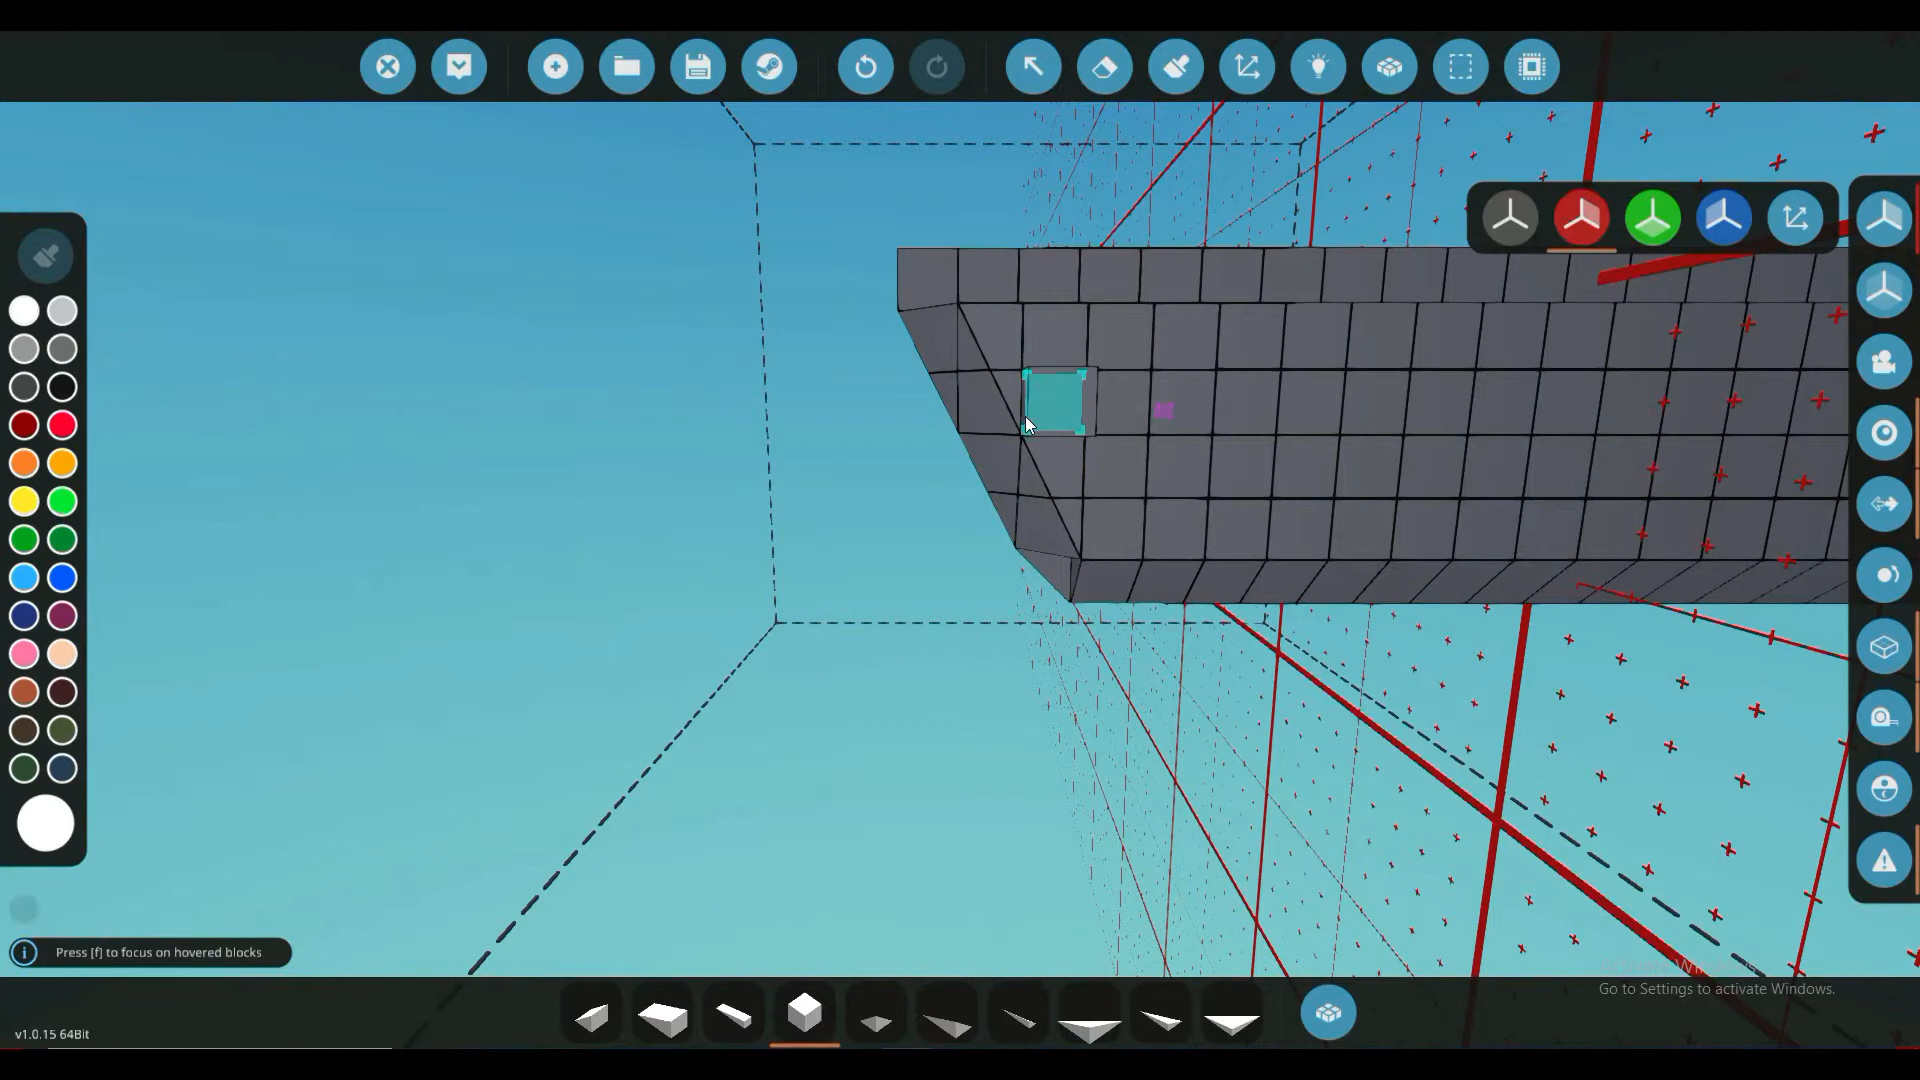 Press [f] to focus on hovered blocks
Go to Settings to activate Windows.
v1.0.15 64Bit